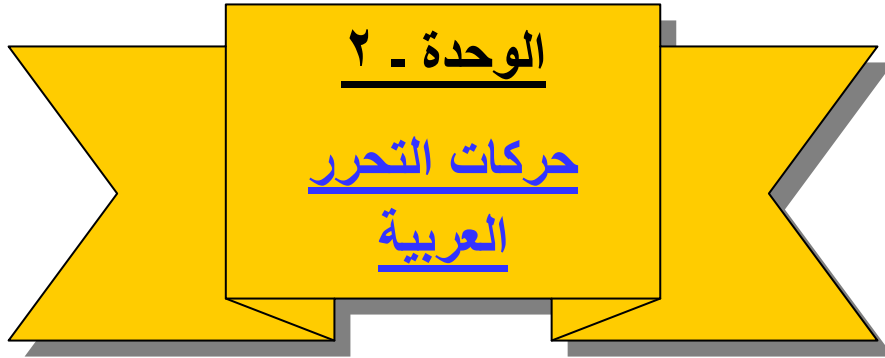 الوحدة - ٢
حركات التحرر
العربية